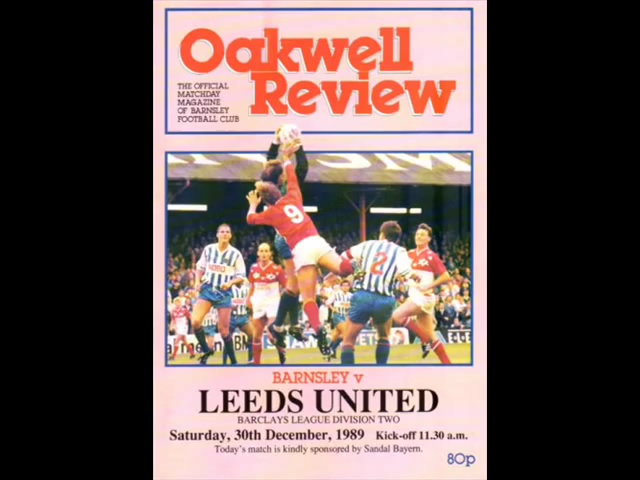 Oakwell
Review
THE OFFICIAL
MATCHDAY
MAGAZINE
OF BARNSLEY
FOOTBALL CLUB
9
2
BARNSLEY v
LEEDS UNITED
BARCLAYS LEAGUE DIVISION TWO
Saturday, 30th December, 1989 Kick-off 11.30 a.m.
Today's match is kindly sponsored by Sandal Bayern.
80p